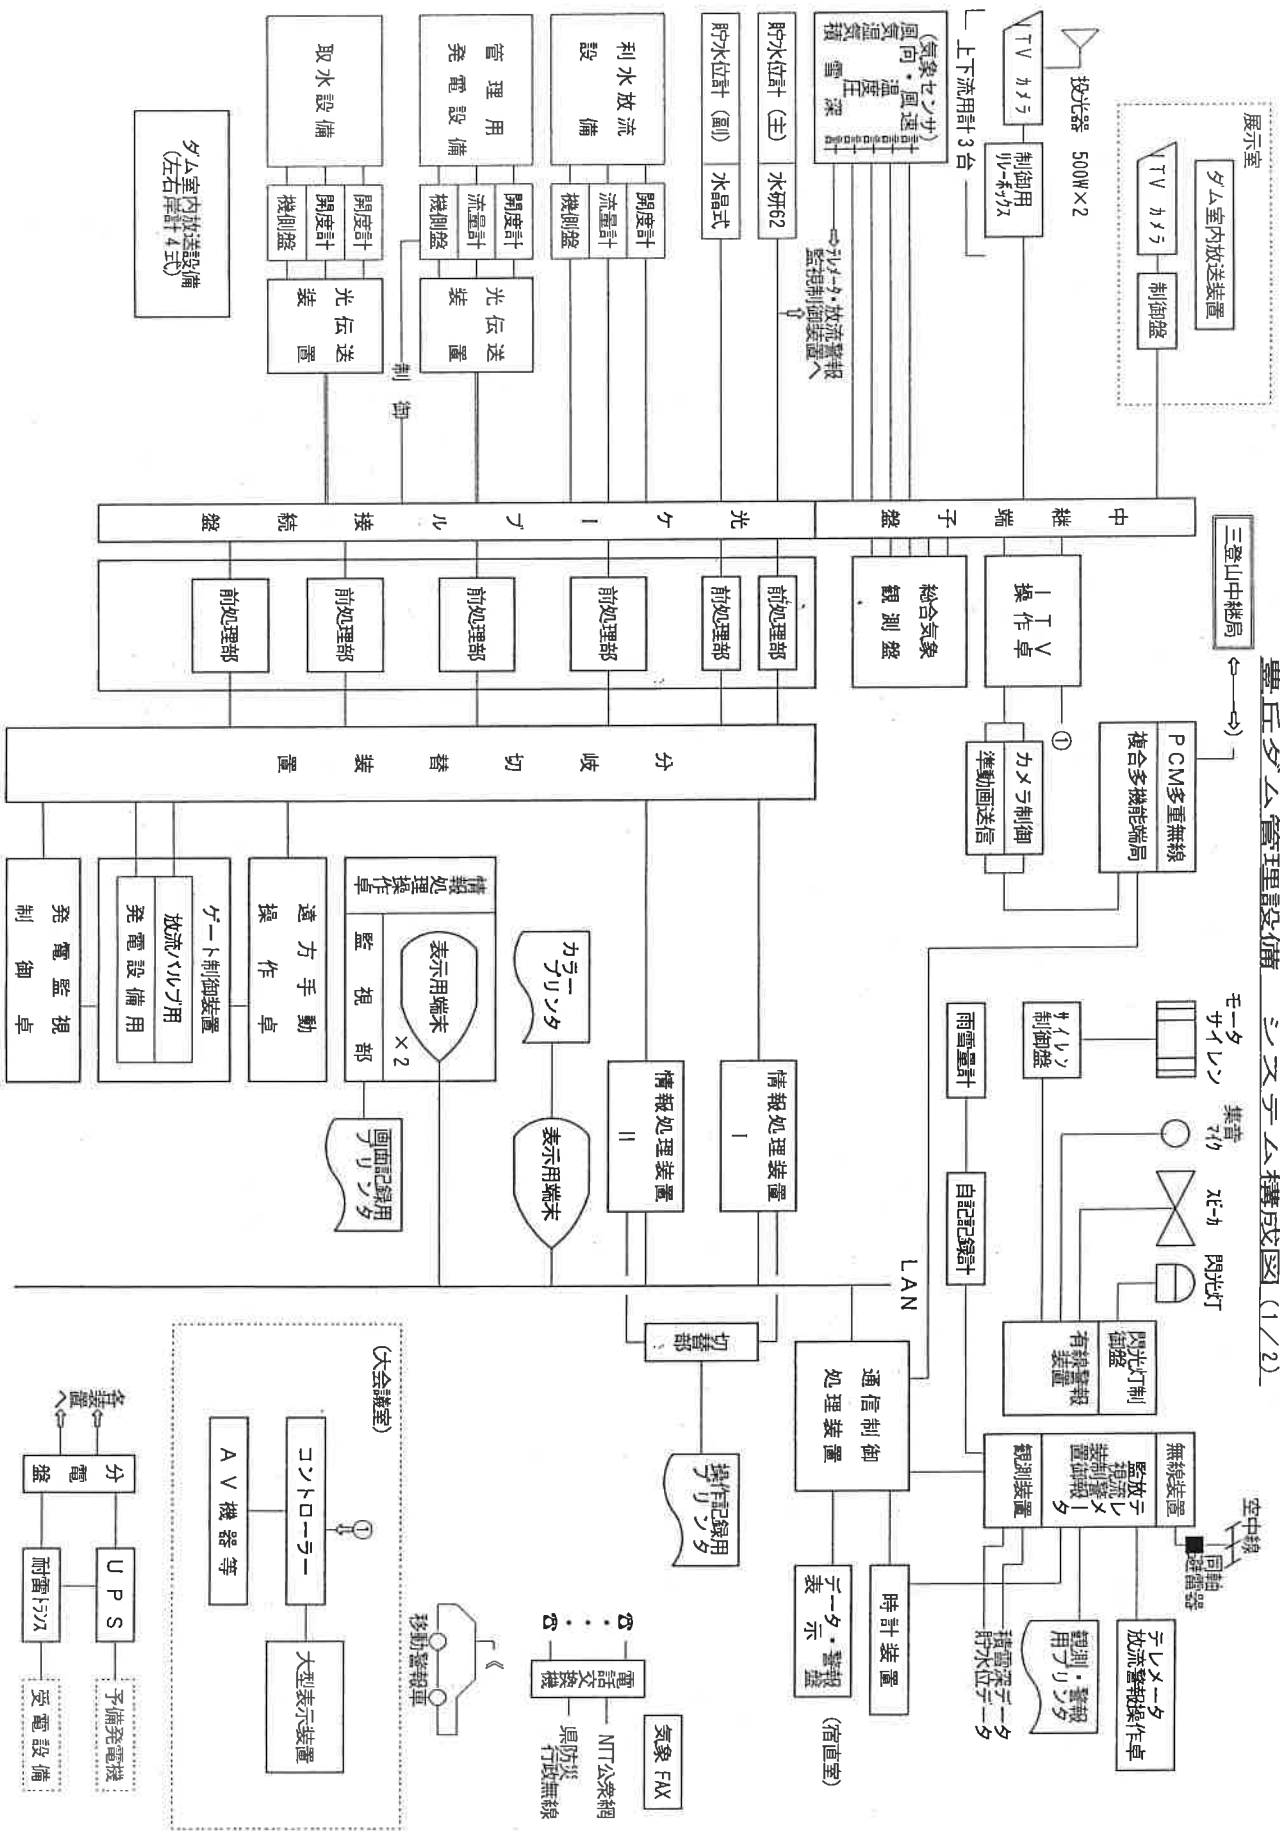 豊丘ダム管理設備 システム構成図(1/2)
展示室
ダム室内放送装置
ITV カメラ
制御盤
投光器 500W×2
ITV カメラ
制御用
リレーボックス
上下流用計3台
(気象センサ)
風向・風速計
気温計
湿度計
気圧計
積雪深計
テレメータ・放流警報
監視制御装置へ
貯水位計(主)
水研62
貯水位計(副)
水晶式
利水放流
設備
開度計
流量計
機側盤
管理用
発電設備
開度計
流量計
機側盤
光伝送
装置
制御
取水設備
開度計
開度計
機側盤
光伝送
装置
ダム室内放送設備
(左右岸計4式)
中継端子盤
光ケーブル接続盤
三登山中継局
ITV
操作卓
①
総合気象
観測盤
前処理部
前処理部
前処理部
前処理部
前処理部
前処理部
PCM多重無線
複合多機能端局
カメラ制御
準動画送信
分岐切替装置
遠方手動
操作卓
ゲート制御装置
放流バルブ用
発電設備用
発電監視
制御卓
情報処理操作卓
表示用端末
×2
監視部
カラー
プリンタ
表示用端末
画面記録用
プリンタ
情報処理装置
I
情報処理装置
II
LAN
モータ
サイレン
サイレン
制御盤
集音
マイク
スピーカ
閃光灯
雨雪量計
自記記録計
閃光灯制
御盤
有線警報
装置
空中線
同軸
避雷器
無線装置
テレメータ
放流警報
監視制御
装置
観測装置
テレメータ
放流警報操作卓
観測・警報
用プリンタ
積雪深データ
貯水位データ
通信制御
処理装置
時計装置
データ・警報
表示盤
(宿直室)
切替部
操作記録用
プリンタ
気象 FAX
電話交換機
NTT公衆網
県防災
行政無線
移動警報車
(大会議室)
①
コントローラー
AV機器等
大型表示装置
各装置へ
分電盤
UPS
耐雷トランス
予備発電機
受電設備